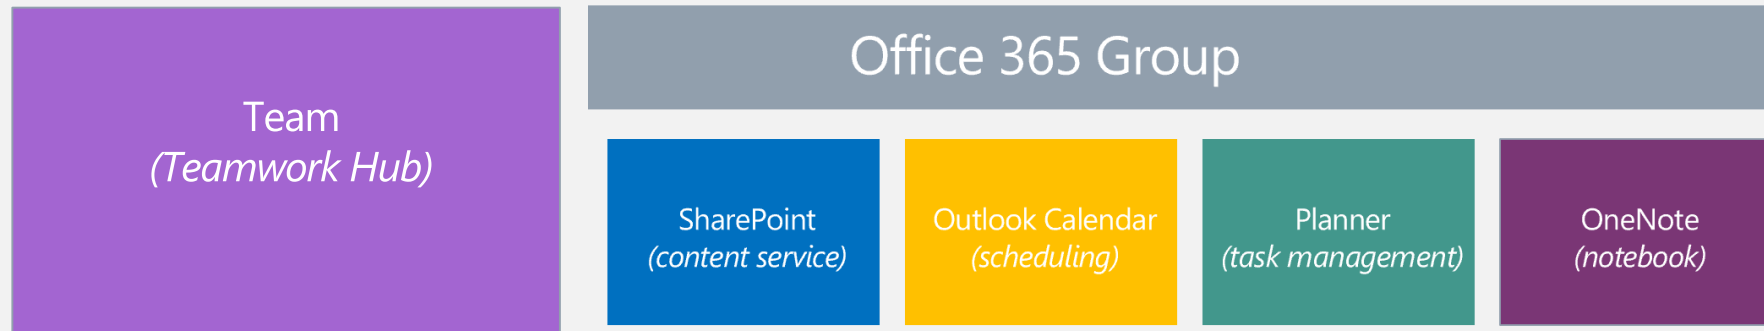 Team
(Teamwork Hub)
Office 365 Group
SharePoint
(content service)
Outlook Calendar
(scheduling)
Planner
(task management)
OneNote
(notebook)